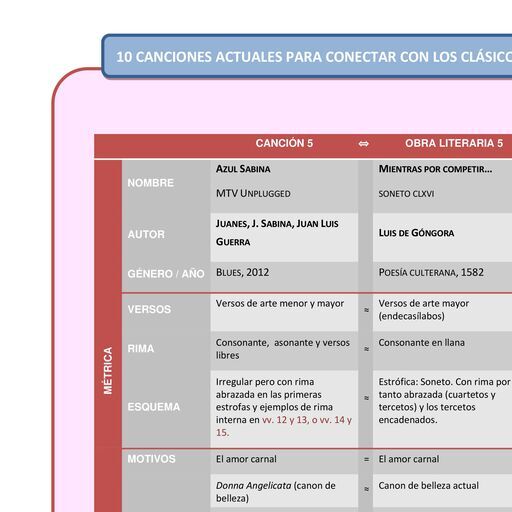 10 CANCIONES ACTUALES PARA CONECTAR CON LOS CLÁSICO
CANCIÓN 5 ⇔ OBRA LITERARIA 5
NOMBRE
AZUL SABINA
MTV UNPLUGGED
MIENTRAS POR COMPETIR...
SONETO CLXVI
AUTOR
JUANES, J. SABINA, JUAN LUIS
GUERRA
LUIS DE GÓNGORA
GÉNERO / AÑO
BLUES, 2012
POESÍA CULTERANA, 1582
MÉTRICA
VERSOS
Versos de arte menor y mayor
≈
Versos de arte mayor
(endecasílabos)
RIMA
Consonante, asonante y versos
libres
≈
Consonante en llana
ESQUEMA
Irregular pero con rima
abrazada en las primeras
estrofas y ejemplos de rima
interna en vv. 12 y 13, o vv. 14 y
15.
≈
Estrófica: Soneto. Con rima por
tanto abrazada (cuartetos y
tercetos) y los tercetos
encadenados.
MOTIVOS
El amor carnal
=
El amor carnal
Donna Angelicata (canon de
belleza)
≈
Canon de belleza actual